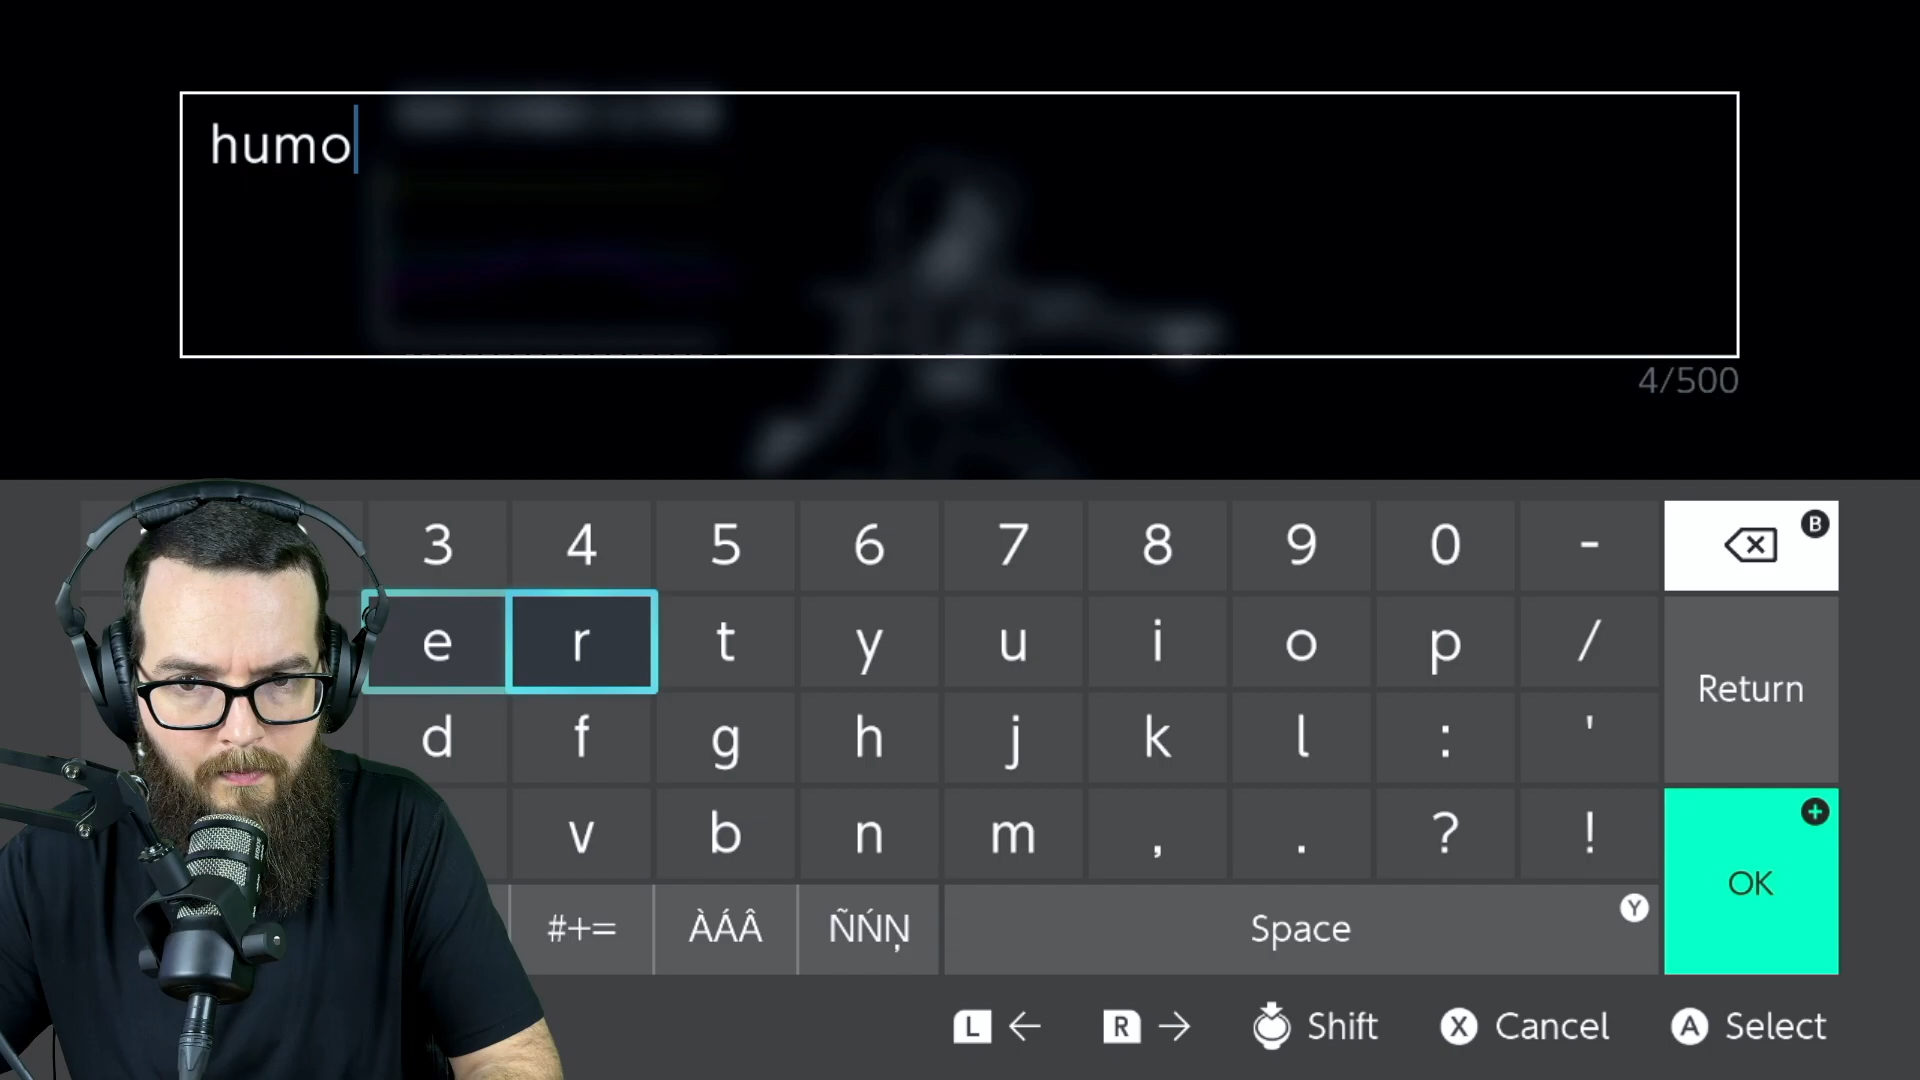 humo
4/500
3 4 5 6 7 8 9 0 -
B
e r t y u i o p /
Return
d f g h j k l : '
v b n m , . ? !
+
OK
#+= ÀÁÂ ÑŃŅ Space Y
L ← R → Shift X Cancel A Select